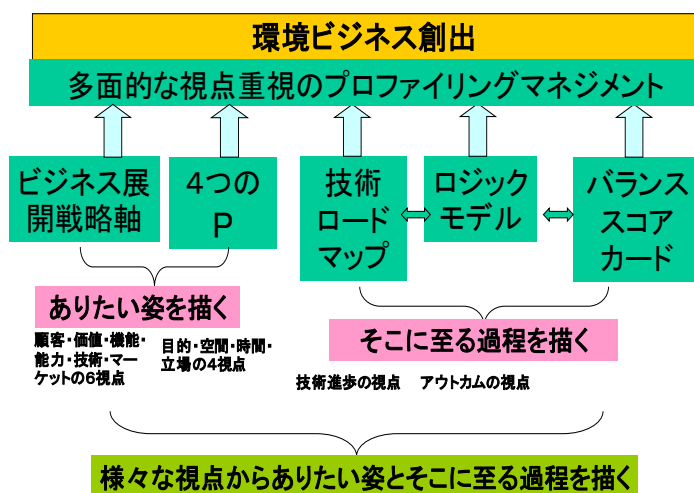 環境ビジネス創出
多面的な視点重視のプロファイリングマネジメント
ビジネス展
開戦略軸
4つの
P
技術
ロード
マップ
ロジック
モデル
バランス
スコア
カード
ありたい姿を描く
顧客・価値・機能・
能力・技術・マー
ケットの6視点
目的・空間・時間・
立場の4視点
そこに至る過程を描く
技術進歩の視点
アウトカムの視点
様々な視点からありたい姿とそこに至る過程を描く